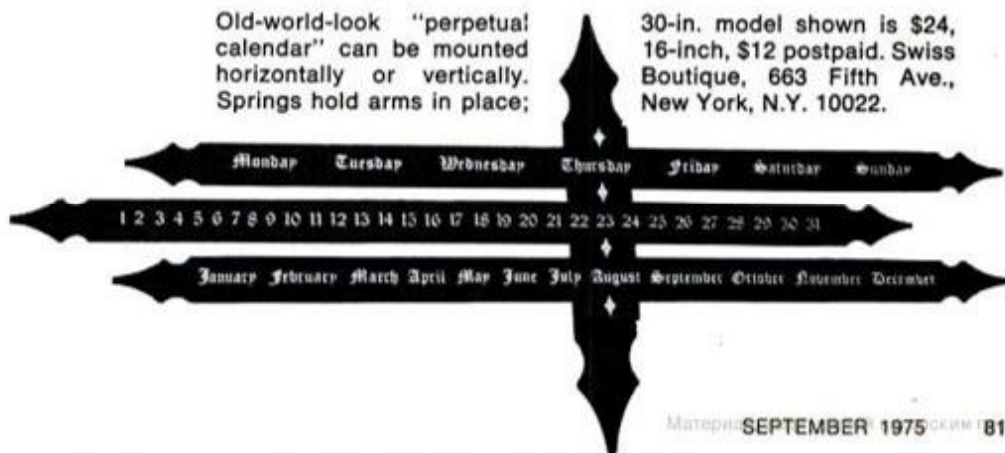 Old-world-look "perpetual
calendar" can be mounted
horizontally or vertically.
Springs hold arms in place;
30-in. model shown is $24,
16-inch, $12 postpaid. Swiss
Boutique, 663 Fifth Ave.,
New York, N.Y. 10022.
Monday Tuesday Wednesday Thursday Friday Saturday Sunday
1 2 3 4 5 6 7 8 9 10 11 12 13 14 15 16 17 18 19 20 21 22 23 24 25 26 27 28 29 30 31
January February March April May June July August September October November December
SEPTEMBER 1975 81